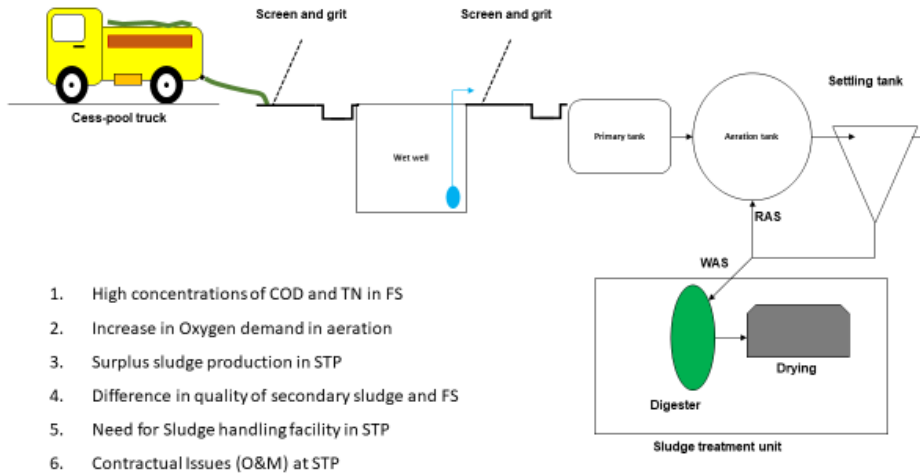 Screen and grit
Screen and grit
Settling tank
Cess-pool truck
Primary tank
Aeration tank
Wet well
RAS
WAS
1. High concentrations of COD and TN in FS
2. Increase in Oxygen demand in aeration
3. Surplus sludge production in STP
4. Difference in quality of secondary sludge and FS
5. Need for Sludge handling facility in STP
6. Contractual Issues (O&M) at STP
Drying
Digester
Sludge treatment unit